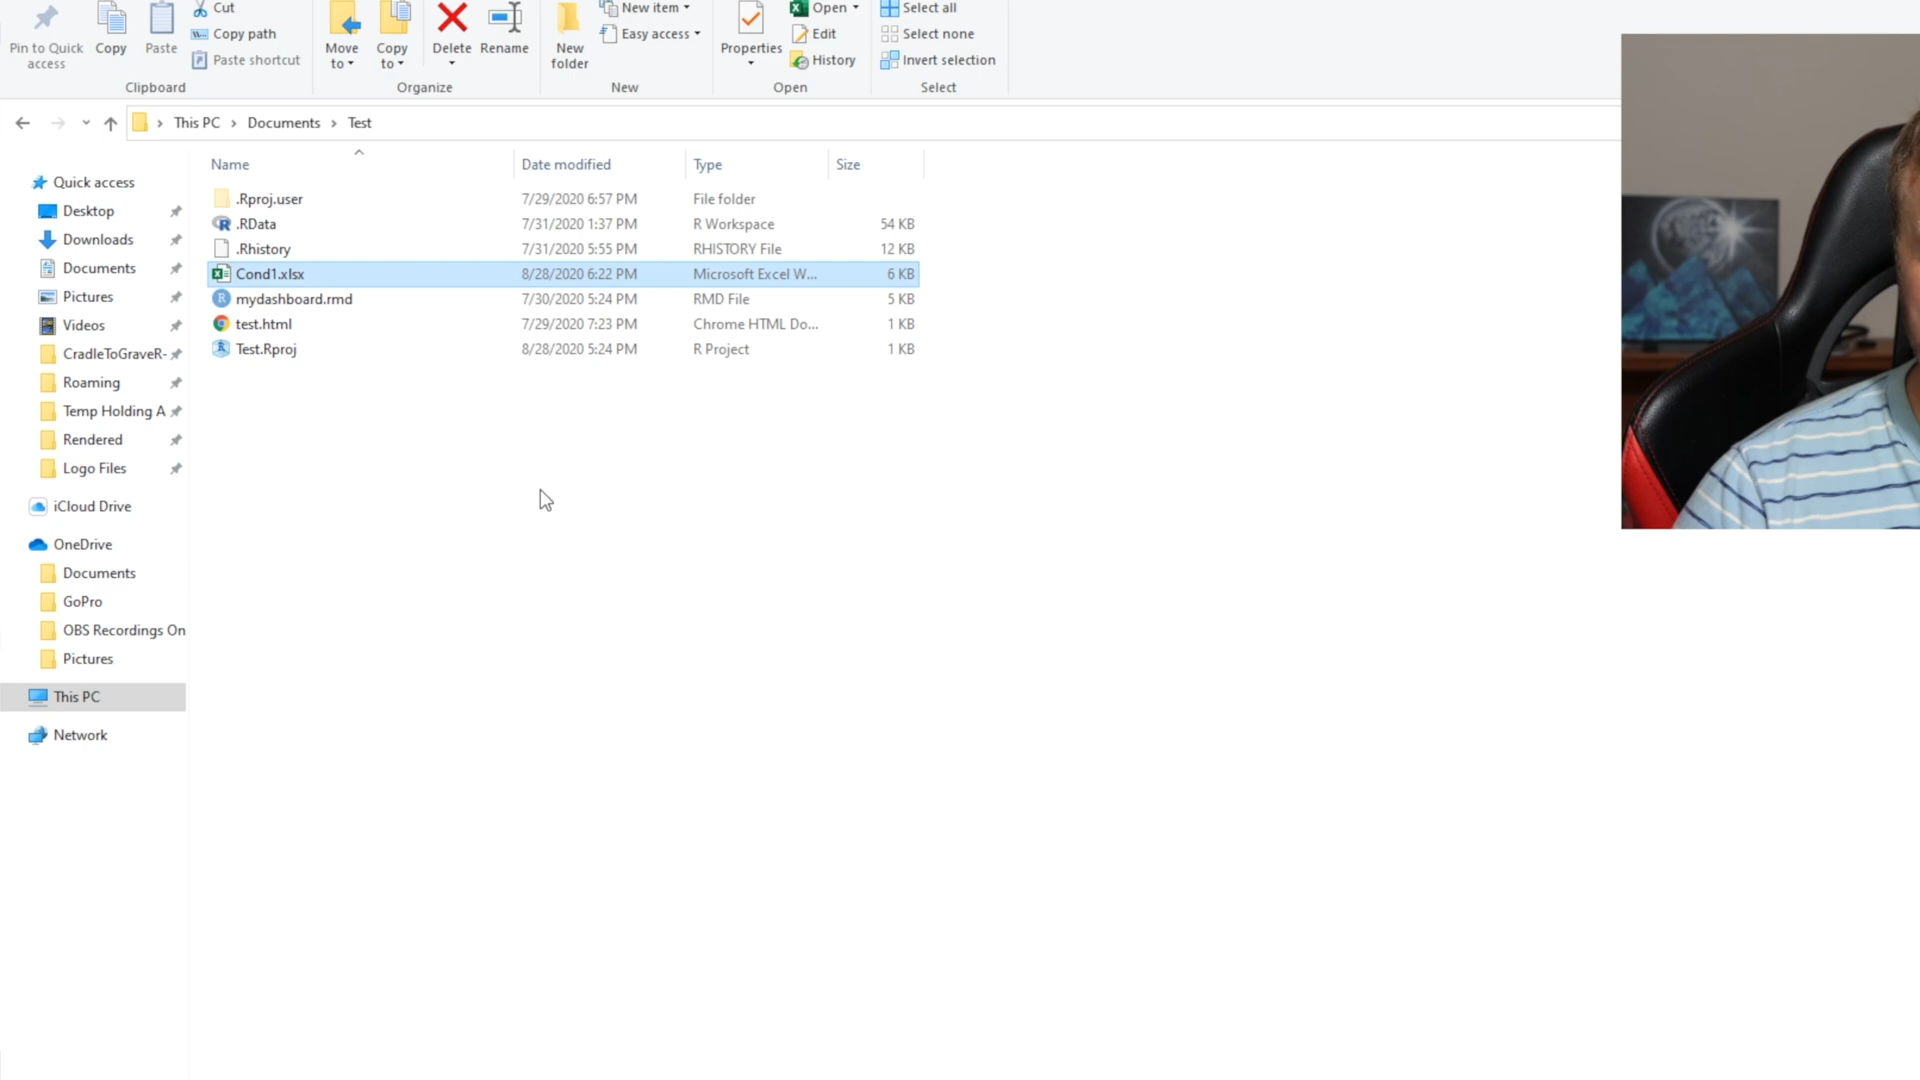 Pin to Quick access
Copy
Paste
Cut
Copy path
Paste shortcut
Clipboard
Move to
Copy to
Delete
Rename
Organize
New folder
New item
Easy access
New
Properties
Open
Edit
History
Open
Select all
Select none
Invert selection
Select
This PC > Documents > Test
Name Date modified Type Size
.Rproj.user 7/29/2020 6:57 PM File folder
.RData 7/31/2020 1:37 PM R Workspace 54 KB
.Rhistory 7/31/2020 5:55 PM RHISTORY File 12 KB
Cond1.xlsx 8/28/2020 6:22 PM Microsoft Excel W... 6 KB
mydashboard.rmd 7/30/2020 5:24 PM RMD File 5 KB
test.html 7/29/2020 7:23 PM Chrome HTML Do... 1 KB
Test.Rproj 8/28/2020 5:24 PM R Project 1 KB
Quick access
Desktop
Downloads
Documents
Pictures
Videos
CradleToGraveR-
Roaming
Temp Holding A
Rendered
Logo Files
iCloud Drive
OneDrive
Documents
GoPro
OBS Recordings On
Pictures
This PC
Network